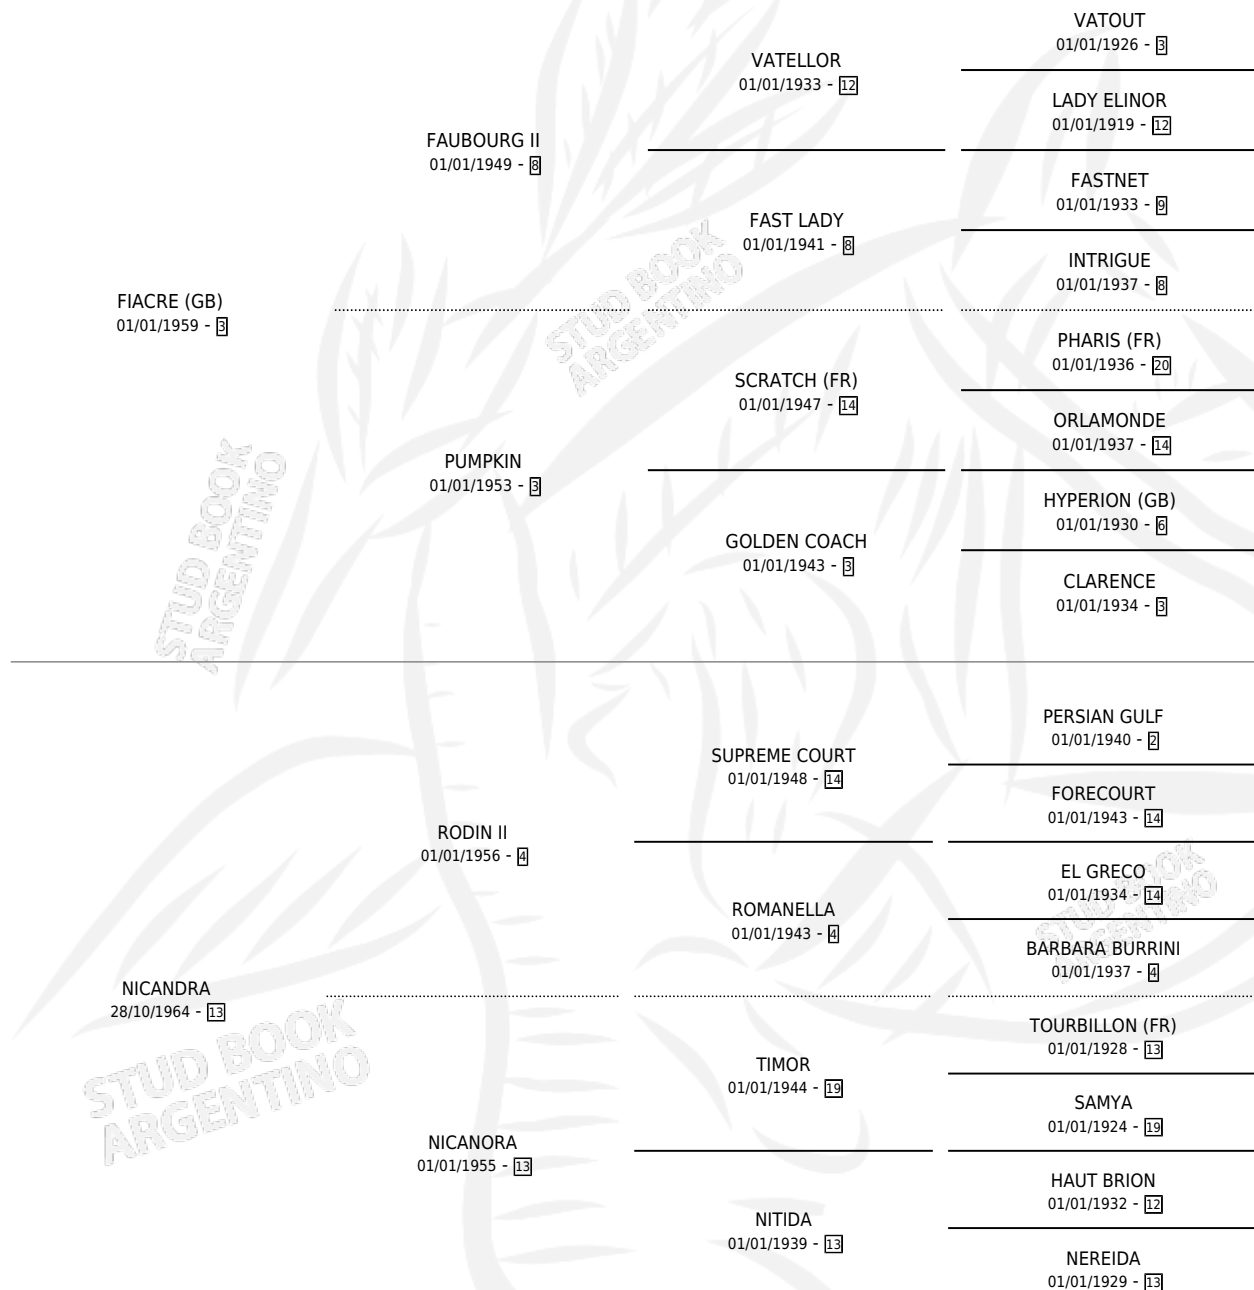 VATOUT
01/01/1926 - 3
VATELLOR
01/01/1933 - 12
LADY ELINOR
01/01/1919 - 12
FAUBOURG II
01/01/1949 - 8
FASTNET
01/01/1933 - 9
FAST LADY
01/01/1941 - 8
INTRIGUE
01/01/1937 - 8
FIACRE (GB)
01/01/1959 - 3
PHARIS (FR)
01/01/1936 - 20
SCRATCH (FR)
01/01/1947 - 14
ORLAMONDE
01/01/1937 - 14
PUMPKIN
01/01/1953 - 3
HYPERION (GB)
01/01/1930 - 6
GOLDEN COACH
01/01/1943 - 3
CLARENCE
01/01/1934 - 3
PERSIAN GULF
01/01/1940 - 2
SUPREME COURT
01/01/1948 - 14
FORECOURT
01/01/1943 - 14
RODIN II
01/01/1956 - 4
EL GRECO
01/01/1934 - 14
ROMANELLA
01/01/1943 - 4
BARBARA BURRINI
01/01/1937 - 4
NICANDRA
28/10/1964 - 13
TOURBILLON (FR)
01/01/1928 - 13
TIMOR
01/01/1944 - 19
SAMYA
01/01/1924 - 19
NICANORA
01/01/1955 - 13
HAUT BRION
01/01/1932 - 12
NITIDA
01/01/1939 - 13
NEREIDA
01/01/1929 - 13
STUD BOOK
ARGENTINO
STUD BOOK
ARGENTINO
STUD BOOK
ARGENTINO
STUD BOOK
ARGENTINO